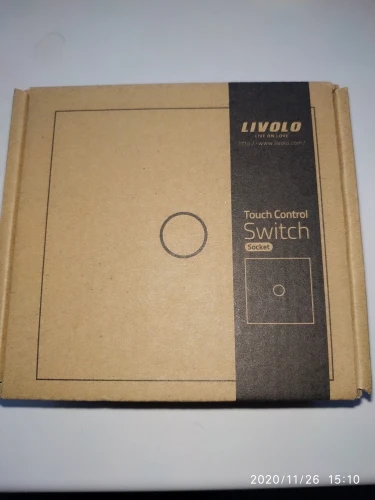 LIVOLO
LIVE ON LOVE
http://www.livolo.com/
Touch Control
Switch
Socket
2020/11/26 15:10